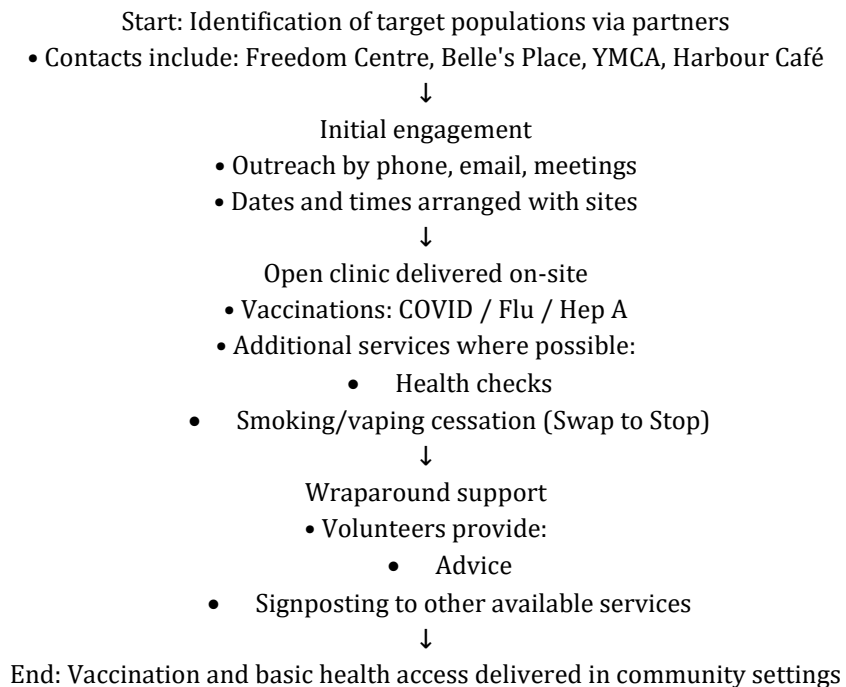 Start: Identification of target populations via partners
• Contacts include: Freedom Centre, Belle's Place, YMCA, Harbour Café
↓
Initial engagement
• Outreach by phone, email, meetings
• Dates and times arranged with sites
↓
Open clinic delivered on-site
• Vaccinations: COVID / Flu / Hep A
• Additional services where possible:
• Health checks
• Smoking/vaping cessation (Swap to Stop)
↓
Wraparound support
• Volunteers provide:
• Advice
• Signposting to other available services
↓
End: Vaccination and basic health access delivered in community settings